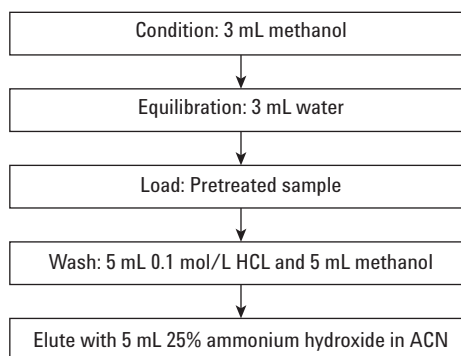 Condition: 3 mL methanol
Equilibration: 3 mL water
Load: Pretreated sample
Wash: 5 mL 0.1 mol/L HCL and 5 mL methanol
Elute with 5 mL 25% ammonium hydroxide in ACN